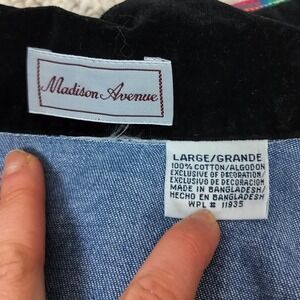 Madison Avenue
LARGE/GRANDE
100% COTTON/ALGODON
EXCLUSIVE OF DECORATION/
EXCLUSIVO DE DECORACION
MADE IN BANGLADESH/
HECHO EN BANGLADESH
WPL # 11935